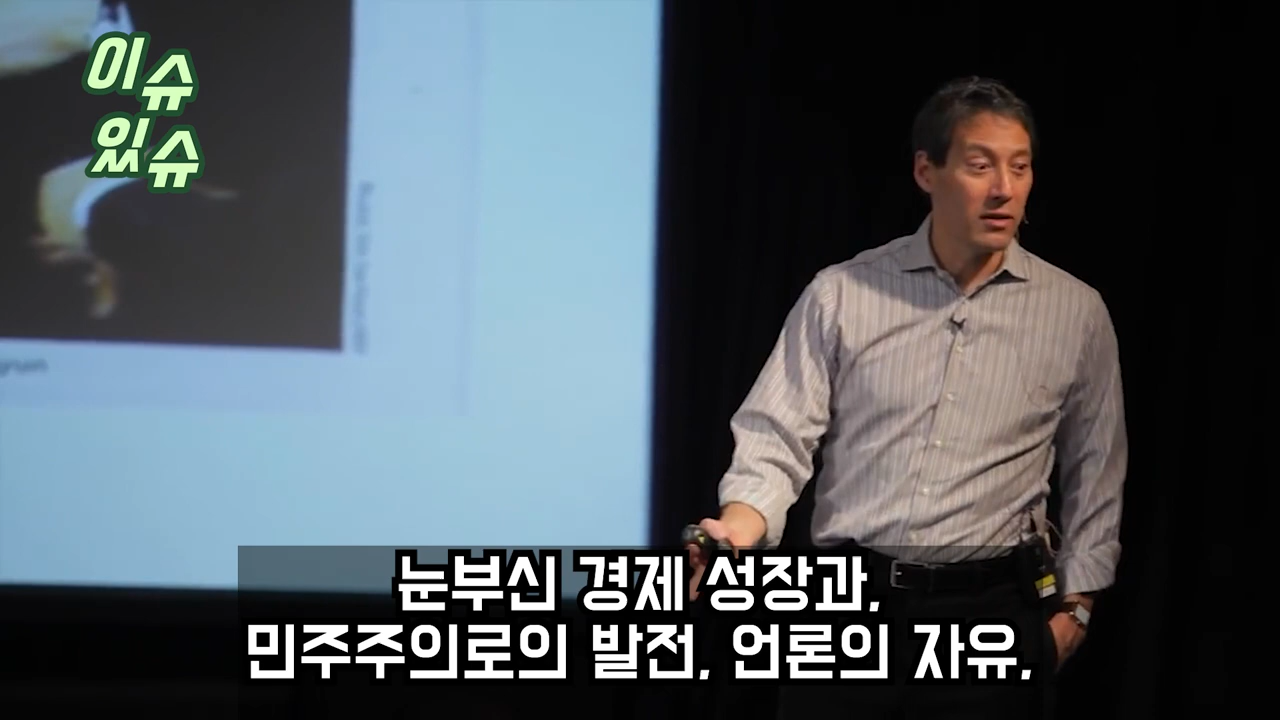 이슈
있슈
눈부신 경제 성장과,
민주주의로의 발전, 언론의 자유,